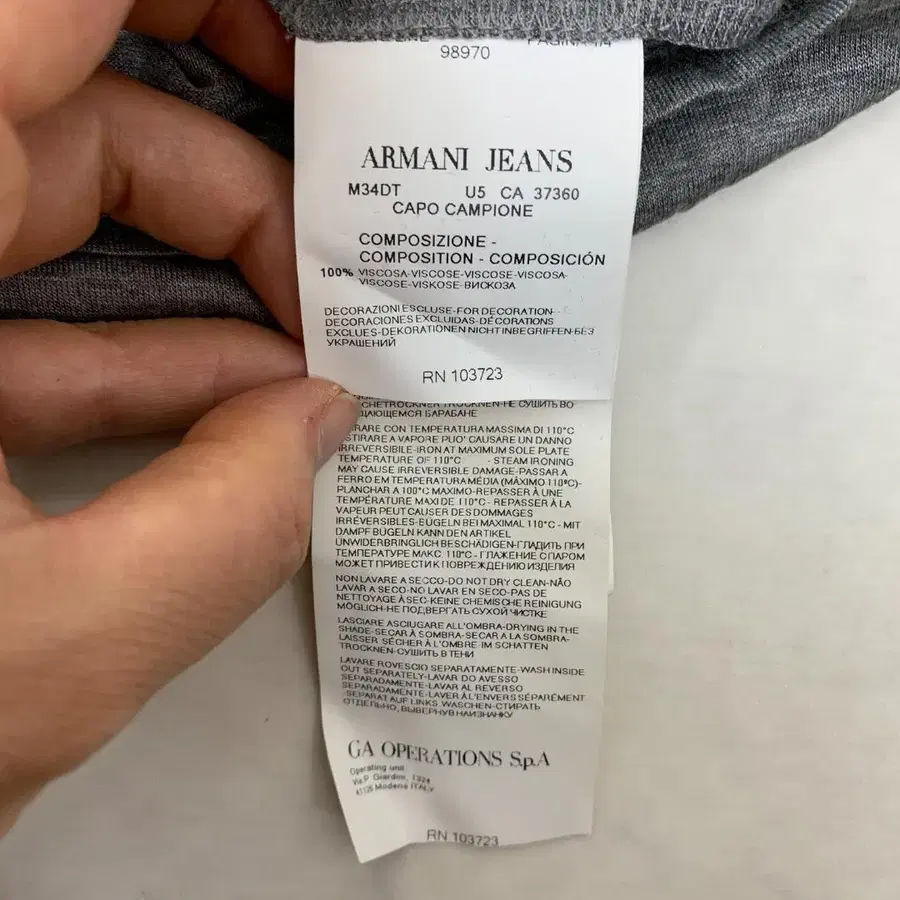 98970
ARMANI JEANS
M34DT U5 CA 37360
CAPO CAMPIONE
COMPOSIZIONE -
COMPOSITION - COMPOSICIÓN
100% VISCOSA-VISCOSE-VISCOSE-VISCOSA-
VISCOSE-VISKOSE-ВИСКОЗА
DECORAZIONI ESCLUSE-FOR DECORATION-
DECORACIONES EXCLUIDAS-DÉCORATIONS
EXCLUES-DEKORATIONEN NICHT INBEGRIFFEN-БЕЗ
УКРАШЕНИЙ
RN 103723
TROCKNEN-НЕ СУШИТЬ ВО
БАРАБАНЕ
CON TEMPERATURA MASSIMA DI 110°C
STIRARE A VAPORE PUO' CAUSARE UN DANNO
IRREVERSIBILE-IRON AT MAXIMUM SOLE PLATE
TEMPERATURE OF 110°C - STEAM IRONING
MAY CAUSE IRREVERSIBLE DAMAGE-PASSAR A
FERRO EM TEMPERATURA MÉDIA (MÁXIMO 110°C)-
PLANCHAR A 100°C MAXIMO-REPASSER À UNE
TEMPÉRATURE MAXI DE 110°C - REPASSER À LA
VAPEUR PEUT CAUSER DES DOMMAGES
IRRÉVERSIBLES-BÜGELN BEI MAXIMAL 110°C - MIT
DAMPF BÜGELN KANN DEN ARTIKEL
UNWIDERBRINGLICH BESCHÄDIGEN-ГЛАДИТЬ ПРИ
ТЕМПЕРАТУРЕ МАКС. 110°C - ГЛАЖЕНИЕ С ПАРОМ
МОЖЕТ ПРИВЕСТИ К ПОВРЕЖДЕНИЮ ИЗДЕЛИЯ
NON LAVARE A SECCO-DO NOT DRY CLEAN-NÃO
LAVAR A SECO-NO LAVAR EN SECO-PAS DE
NETTOYAGE À SEC-KEINE CHEMISCHE REINIGUNG
MÖGLICH-НЕ ПОДВЕРГАТЬ СУХОЙ ЧИСТКЕ
LASCIARE ASCIUGARE ALL'OMBRA-DRYING IN THE
SHADE-SECAR À SOMBRA-SECAR A LA SOMBRA-
LAISSER SÉCHER À L'OMBRE-IM SCHATTEN
TROCKNEN-СУШИТЬ В ТЕНИ
LAVARE ROVESCIO SEPARATAMENTE-WASH INSIDE
OUT SEPARATELY-LAVAR DO AVESSO
SEPARADAMENTE-LAVAR AL REVERSO
SEPARADAMENTE-LAVER À L'ENVERS SÉPARÉMENT
-SEPARAT AUF LINKS WASCHEN-СТИРАТЬ
ОТДЕЛЬНО, ВЫВЕРНУВ НАИЗНАНКУ
GA OPERATIONS S.p.A
Operating unit
Via P. Giardini, 1224
41126 Modena ITALY
RN 103723